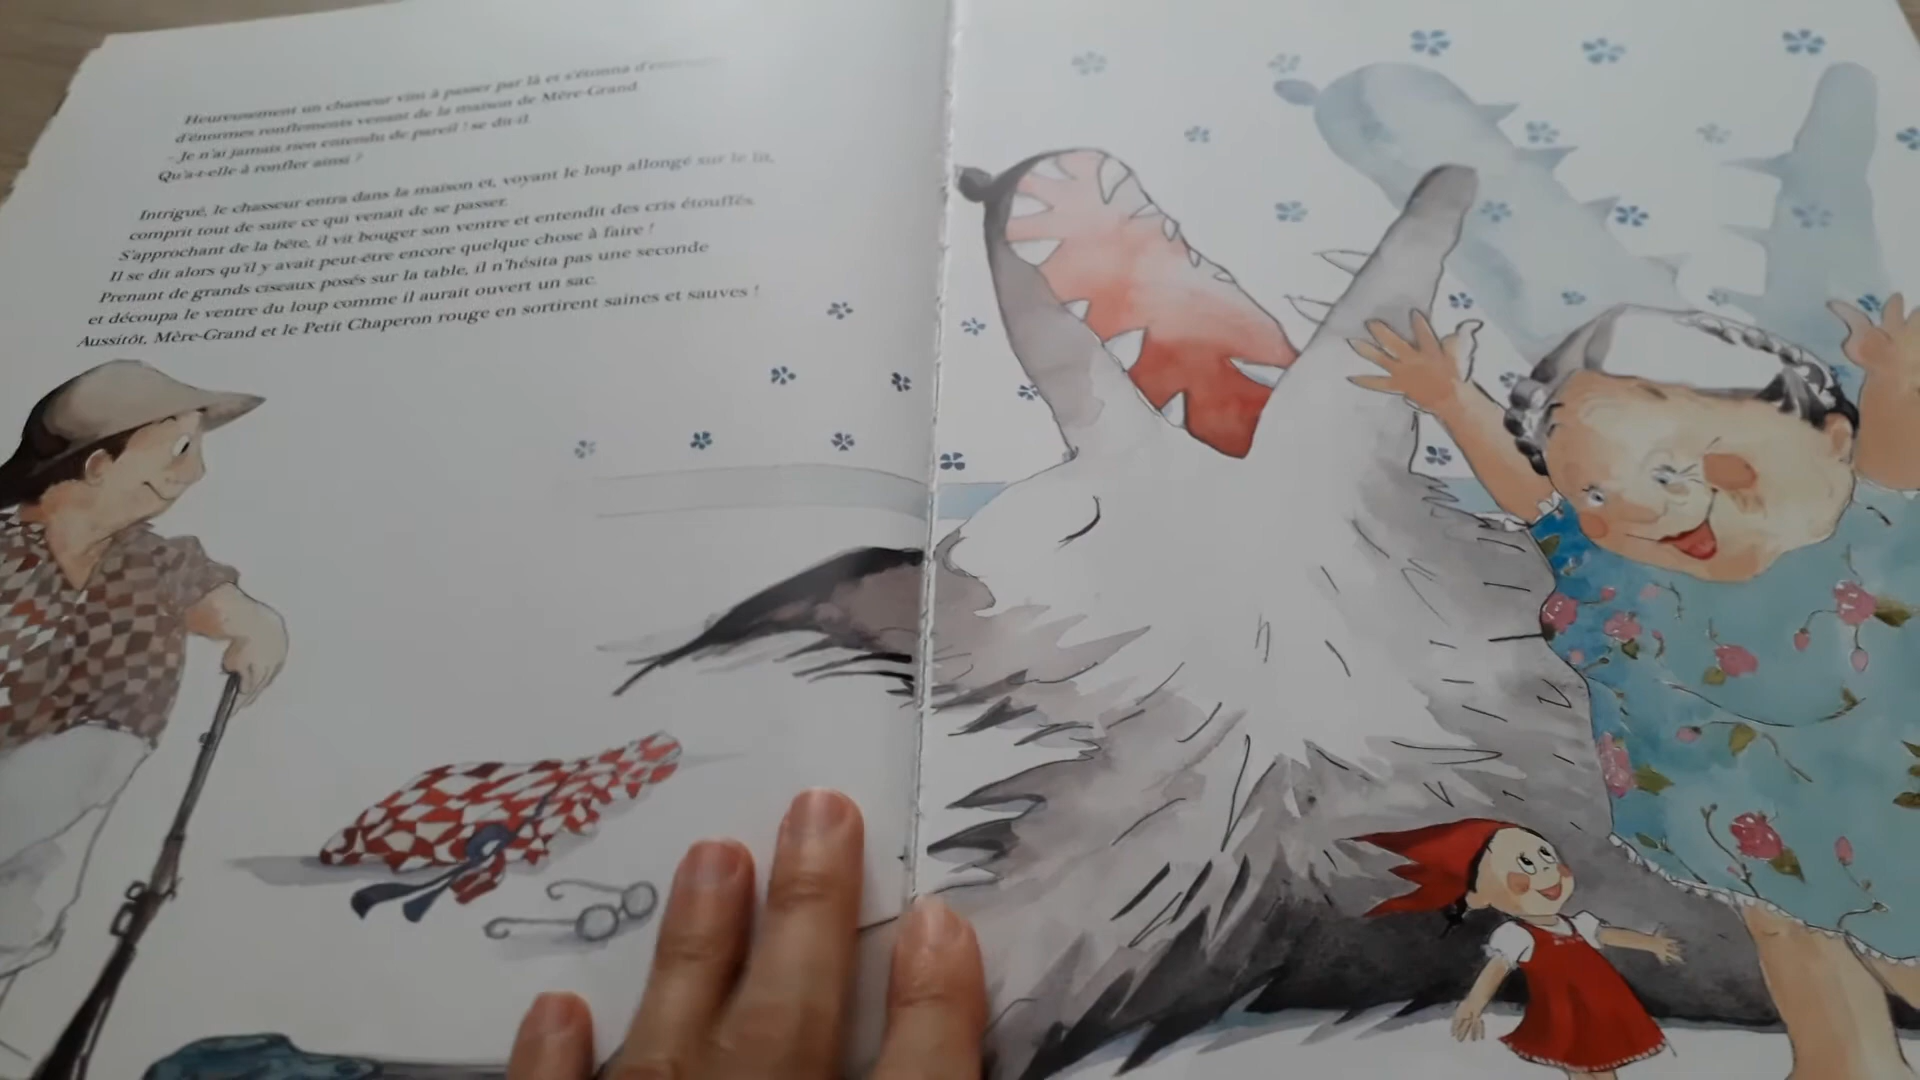 Heureusement un chasseur vint à passer par là et s'étonna
d'énormes ronflements venant de la maison de Mère-Grand
- Je n'ai jamais rien entendu de pareil ! se dit-il.
Qu'a-t-elle à ronfler ainsi ?
Intrigué, le chasseur entra dans la maison et, voyant le loup allongé sur le lit,
comprit tout de suite ce qui venait de se passer.
S'approchant de la bête, il vit bouger son ventre et entendit des cris étouffés.
Il se dit alors qu'il y avait peut-être encore quelque chose à faire !
Prenant de grands ciseaux posés sur la table, il n'hésita pas une seconde
et découpa le ventre du loup comme il aurait ouvert un sac.
Aussitôt, Mère-Grand et le Petit Chaperon rouge en sortirent saines et sauves !